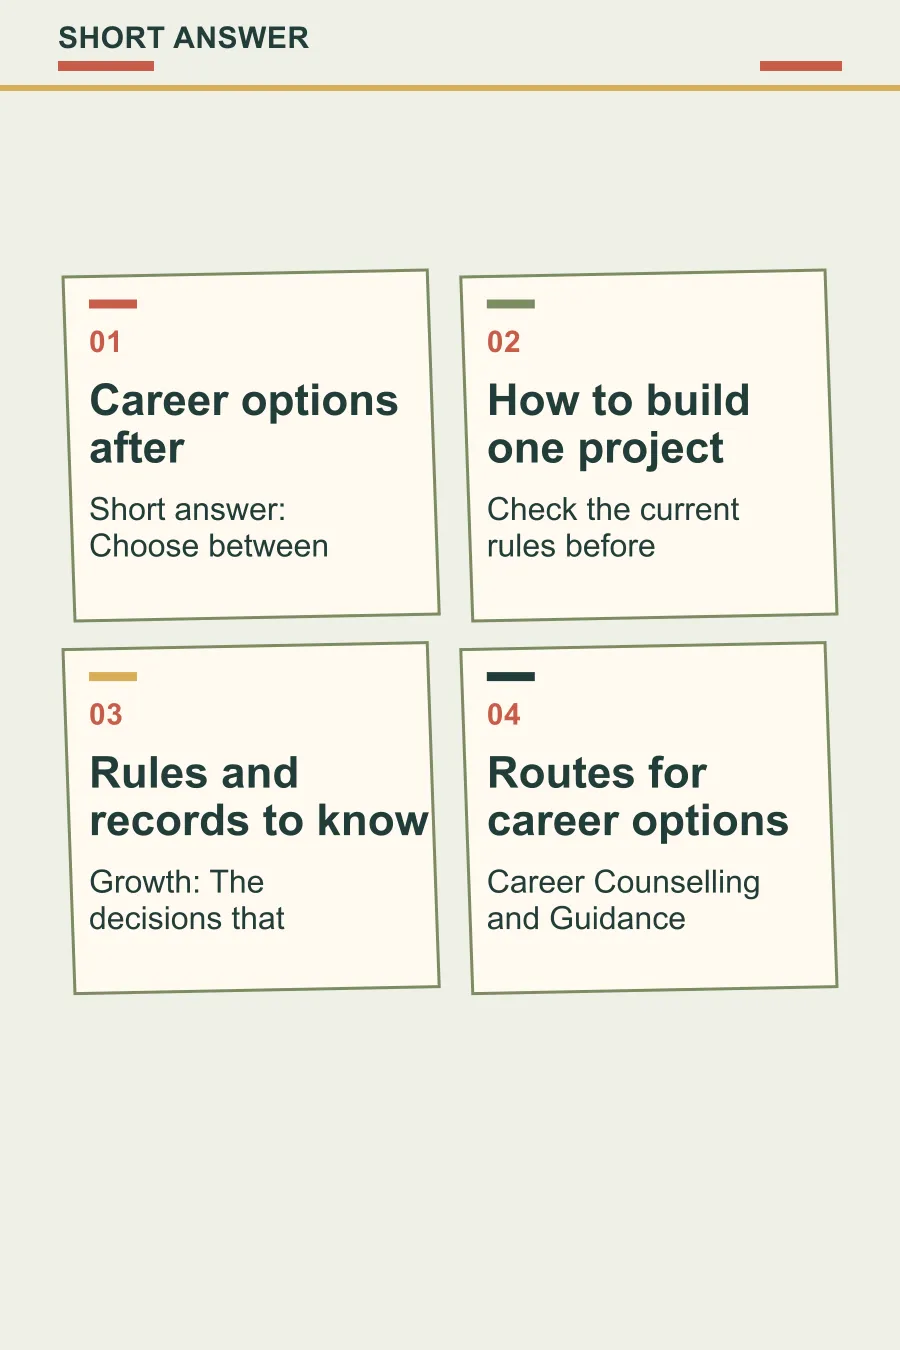 SHORT ANSWER
01
Career options
after
Short answer:
Choose between
02
How to build
one project
Check the current
rules before
03
Rules and
records to know
Growth: The
decisions that
04
Routes for
career options
Career Counselling
and Guidance